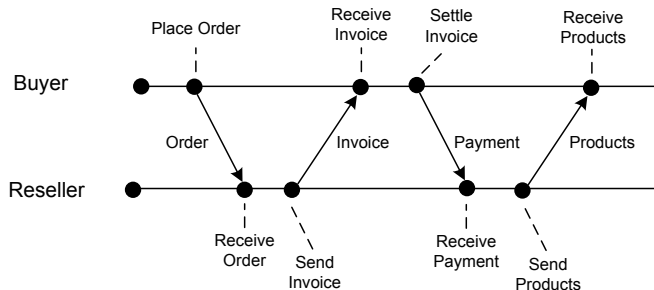 Place Order
Receive
Invoice
Settle
Invoice
Receive
Products
Buyer
Order
Invoice
Payment
Products
Reseller
Receive
Order
Send
Invoice
Receive
Payment
Send
Products